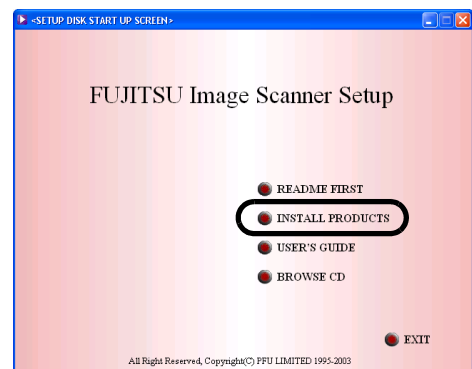 <SETUP DISK START UP SCREEN>
FUJITSU Image Scanner Setup
README FIRST
INSTALL PRODUCTS
USER'S GUIDE
BROWSE CD
EXIT
All Right Reserved, Copyright(C) PFU LIMITED 1995-2003